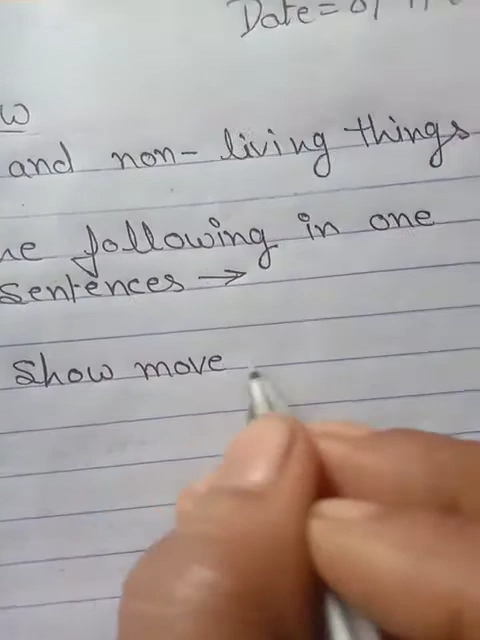 Date =
w
and non-living things
following in one
sentences →
show move